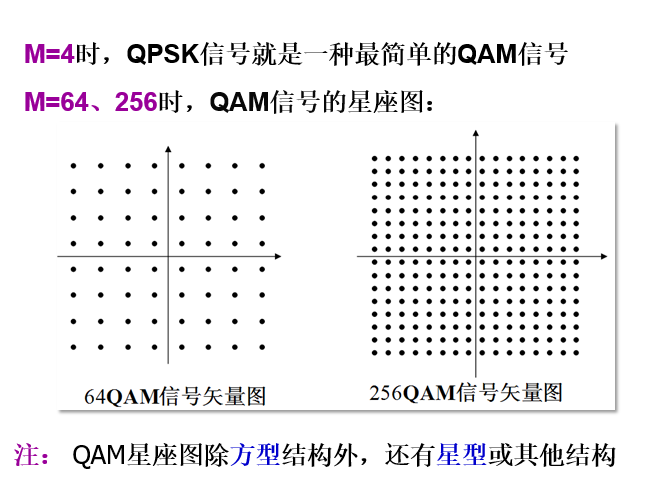 M=4时，QPSK信号就是一种最简单的QAM信号
M=64、256时，QAM信号的星座图：
64QAM信号矢量图
256QAM信号矢量图
注： QAM星座图除方型结构外，还有星型或其他结构